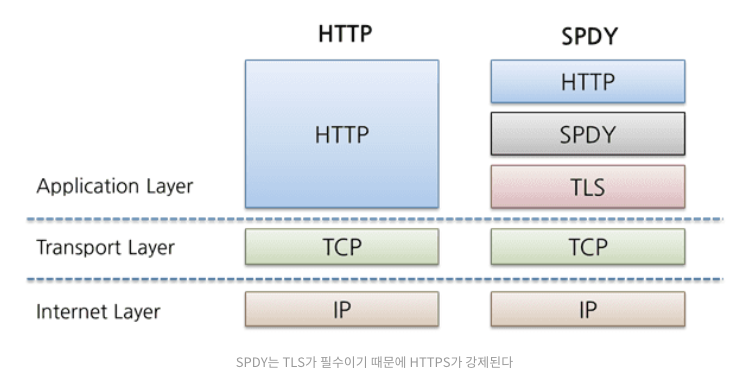 HTTP SPDY
HTTP HTTP
SPDY
Application Layer TLS
Transport Layer TCP TCP
Internet Layer IP IP
SPDY는 TLS가 필수이기 때문에 HTTPS가 강제된다